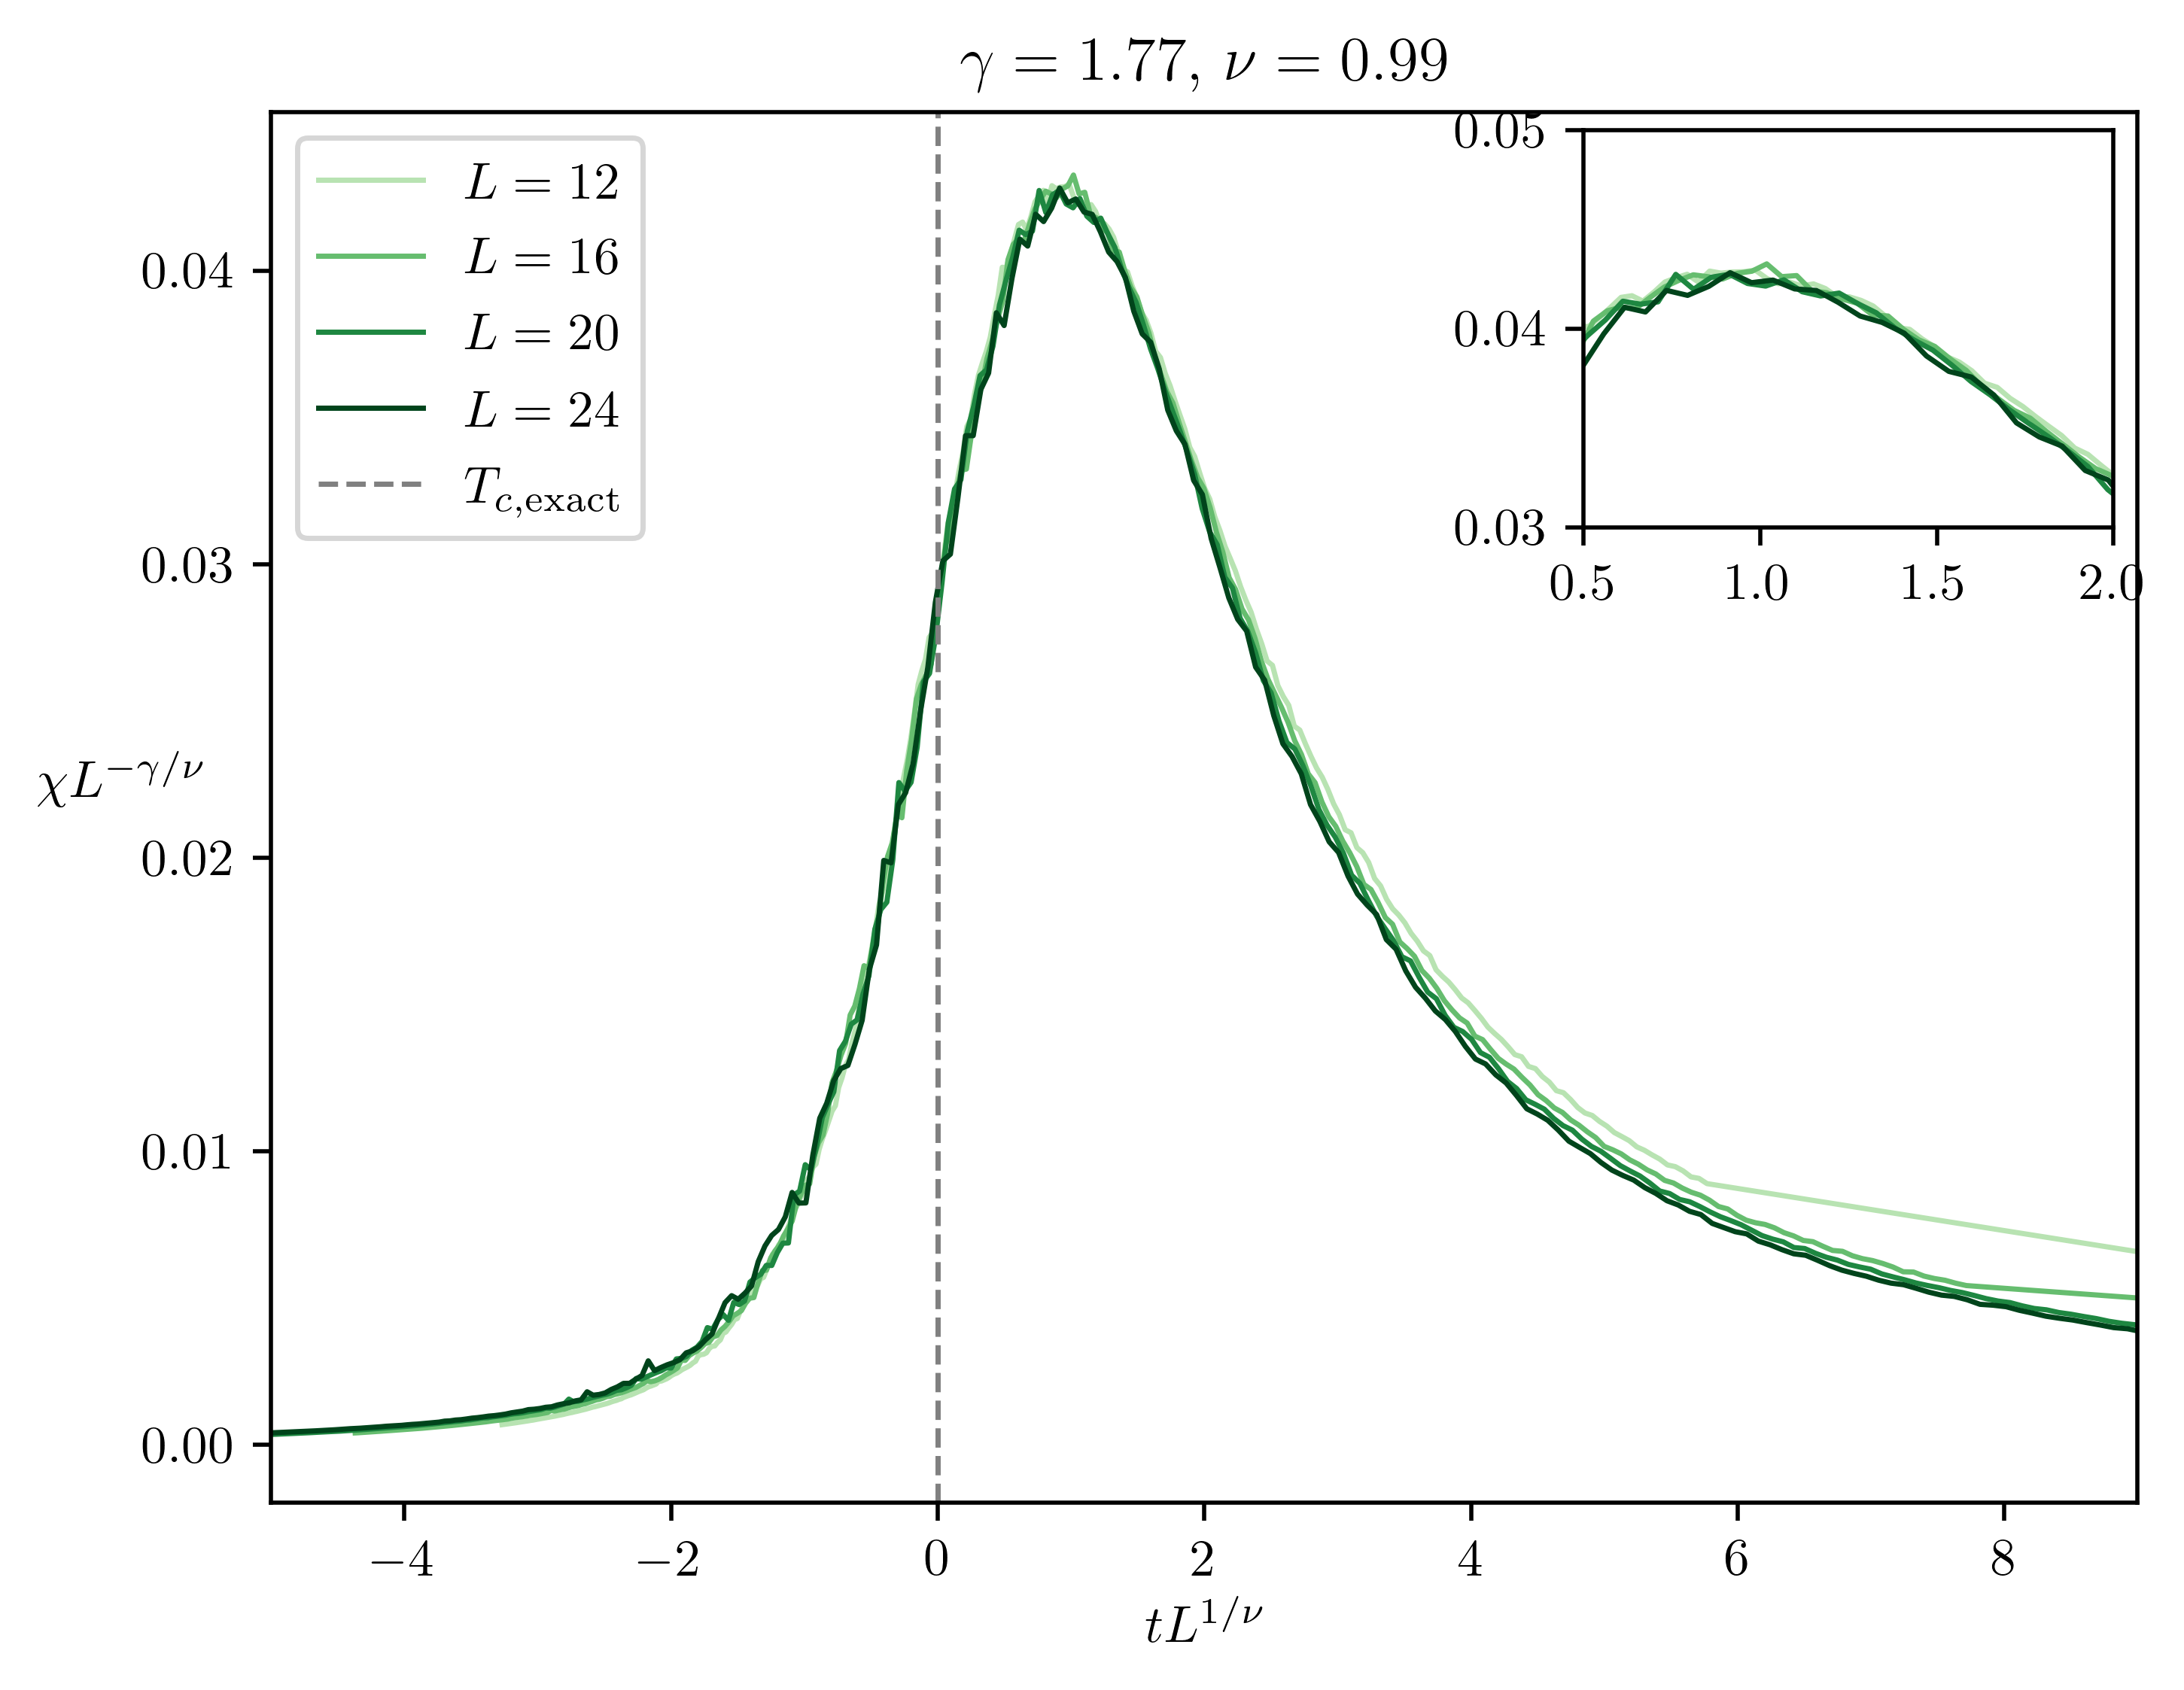 γ = 1.77, ν = 0.99
L = 12
L = 16
L = 20
L = 24
T_{c,exact}
0.05
0.04
0.03
0.5 1.0 1.5 2.0
0.04
0.03
0.02
0.01
0.00
χL^{−γ/ν}
−4 −2 0 2 4 6 8
tL^{1/ν}